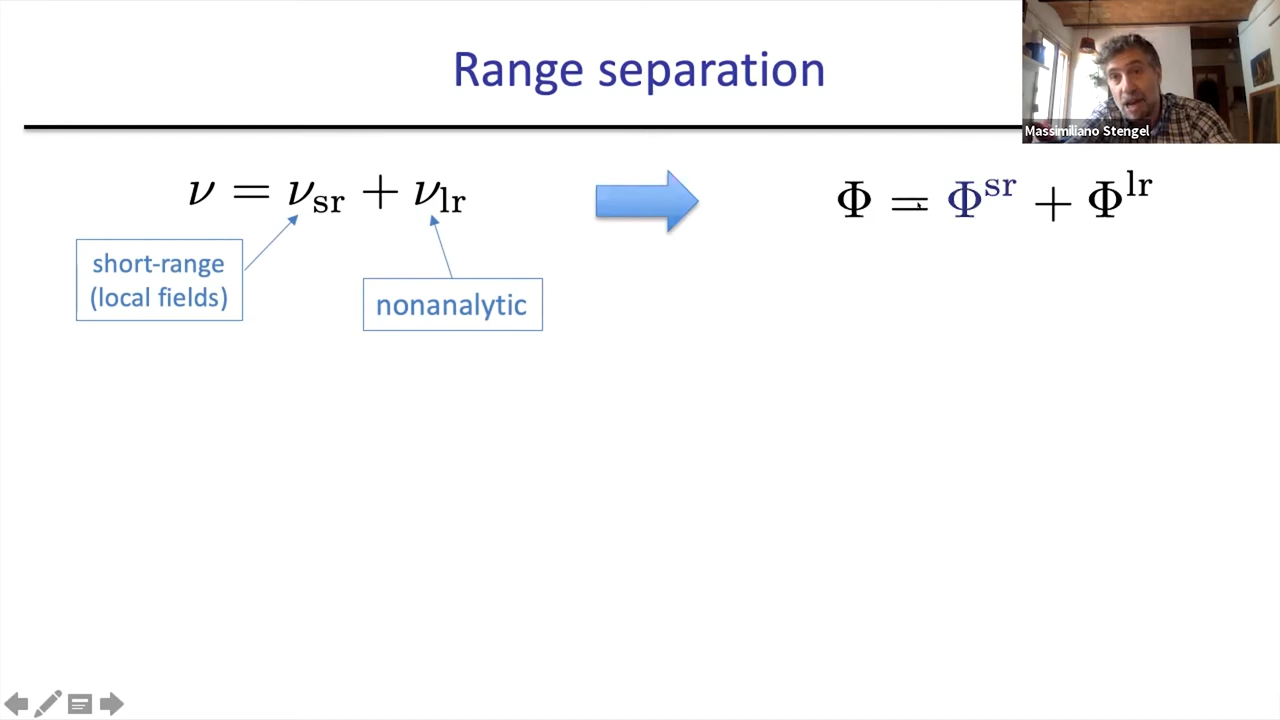 Range separation
Massimiliano Stengel
ν = ν_sr + ν_lr
Φ = Φ^sr + Φ^lr
short-range
(local fields)
nonanalytic